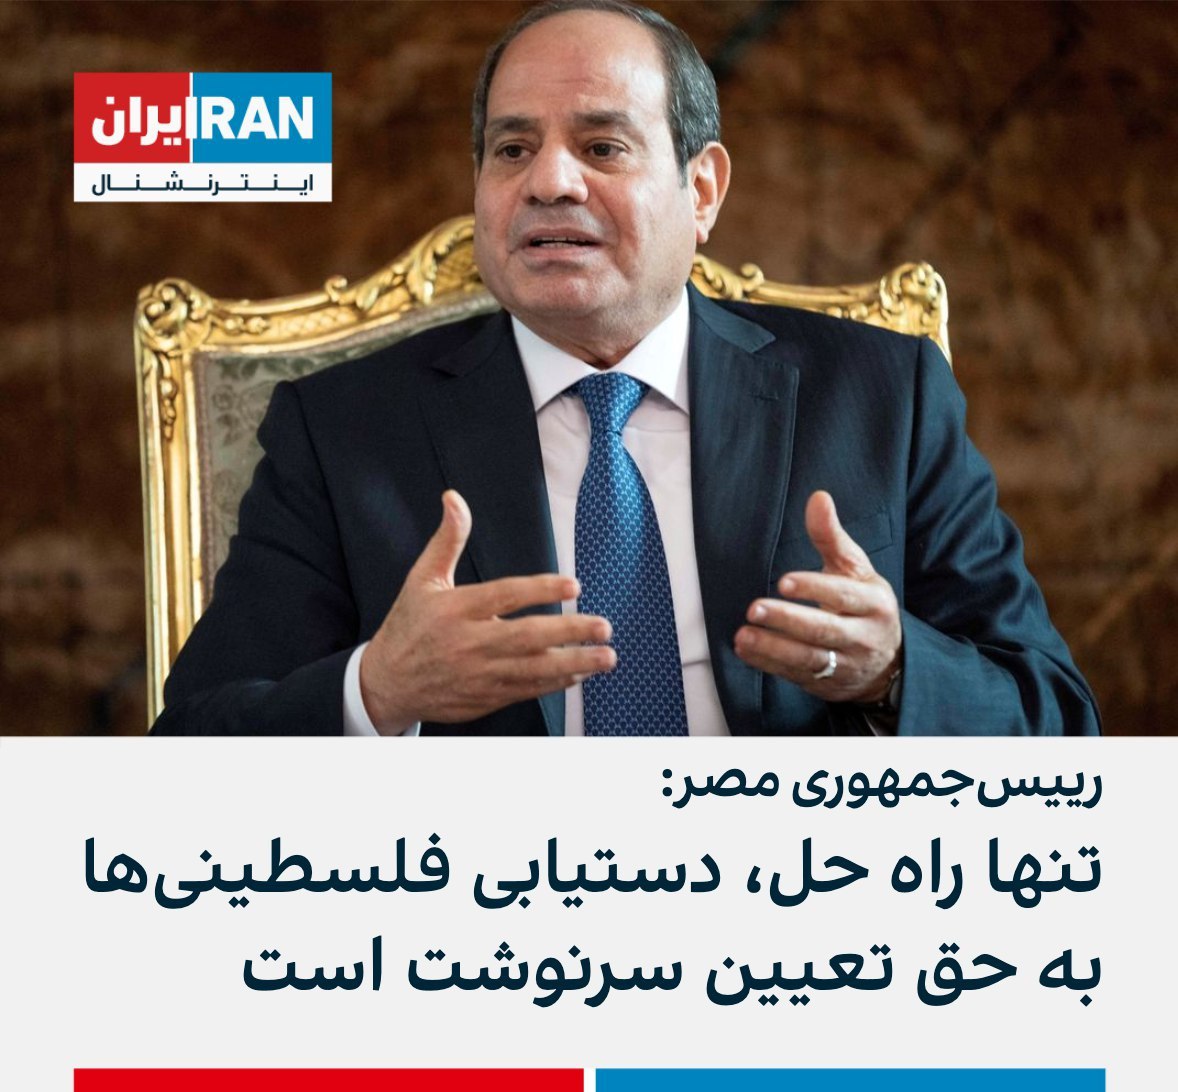 ایران IRAN
اینترنشنال
رییس‌جمهوری مصر:
تنها راه حل، دستیابی فلسطینی‌ها
به حق تعیین سرنوشت است